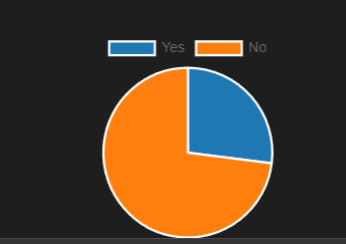 Yes No